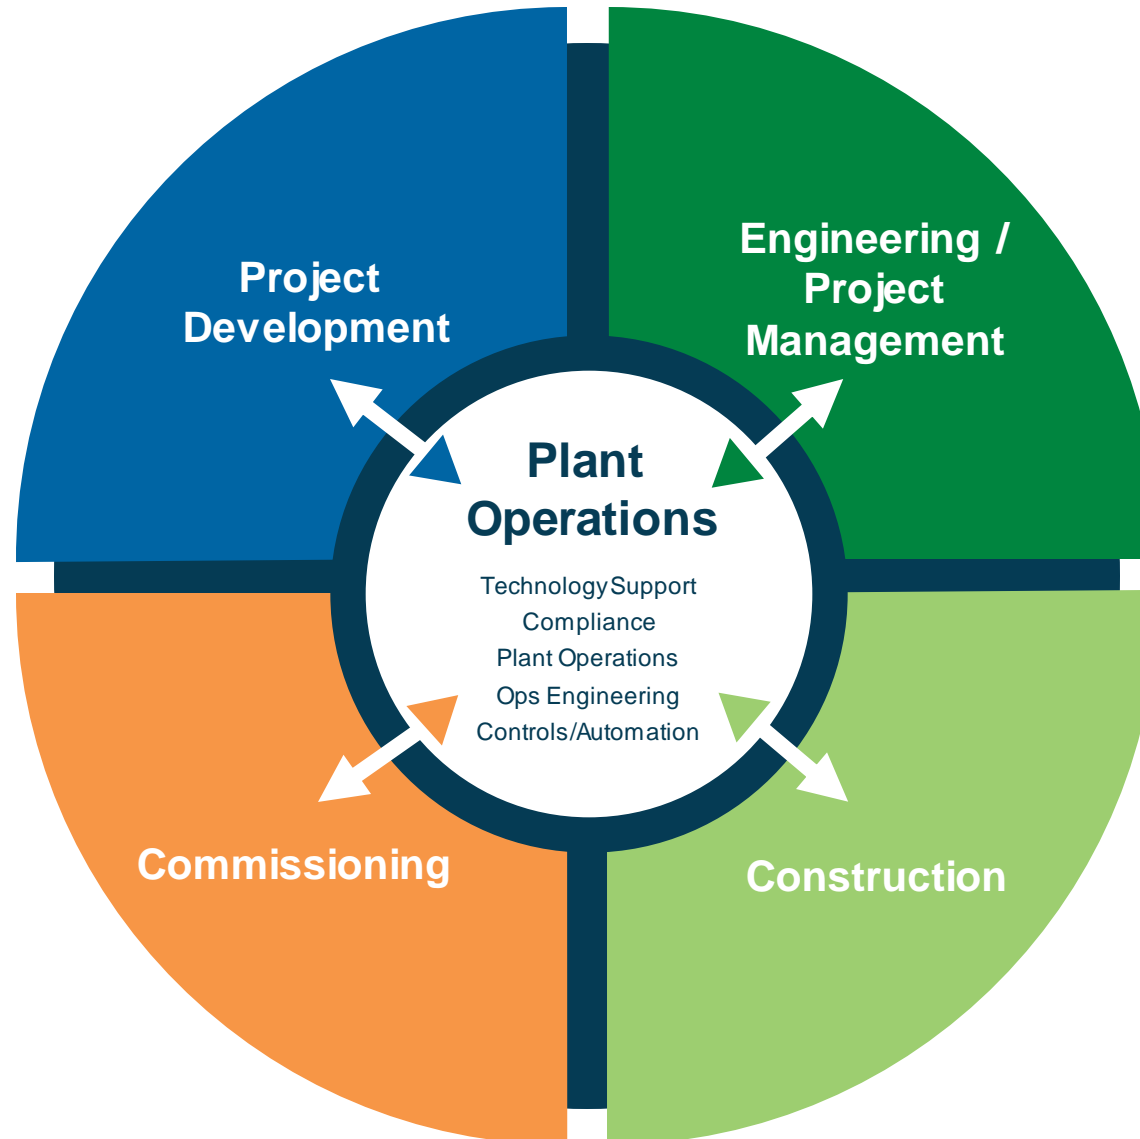 Project
Development
Engineering /
Project
Management
Plant
Operations
Technology Support
Compliance
Plant Operations
Ops Engineering
Controls/Automation
Commissioning
Construction